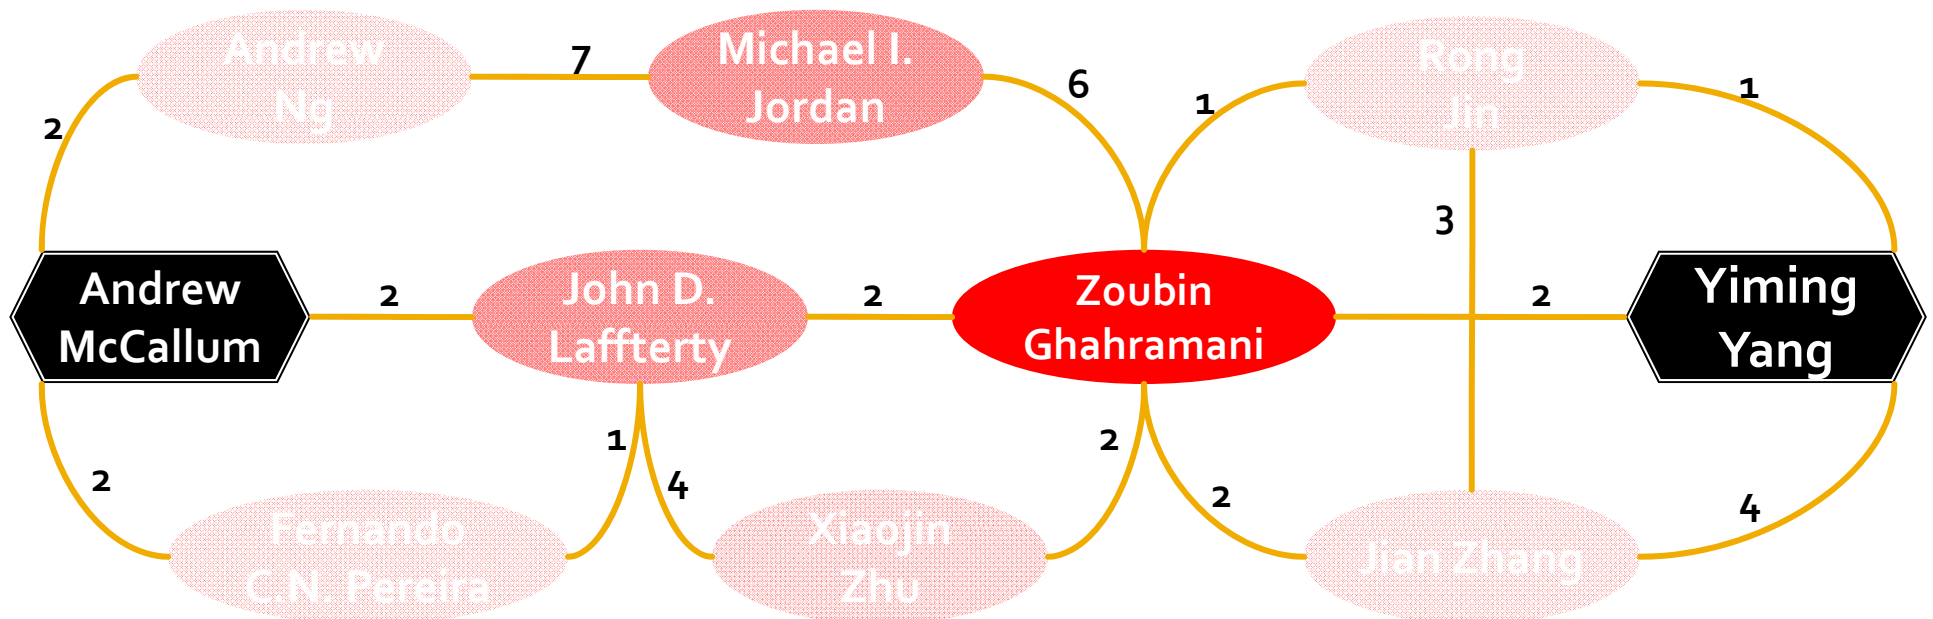 Andrew
Ng
7
Michael I.
Jordan
6
1
Rong
Jin
1
2
3
Andrew
McCallum
2
John D.
Laffterty
2
Zoubin
Ghahramani
2
Yiming
Yang
2
1
4
2
2
4
Fernando
C.N. Pereira
Xiaojin
Zhu
Jian Zhang